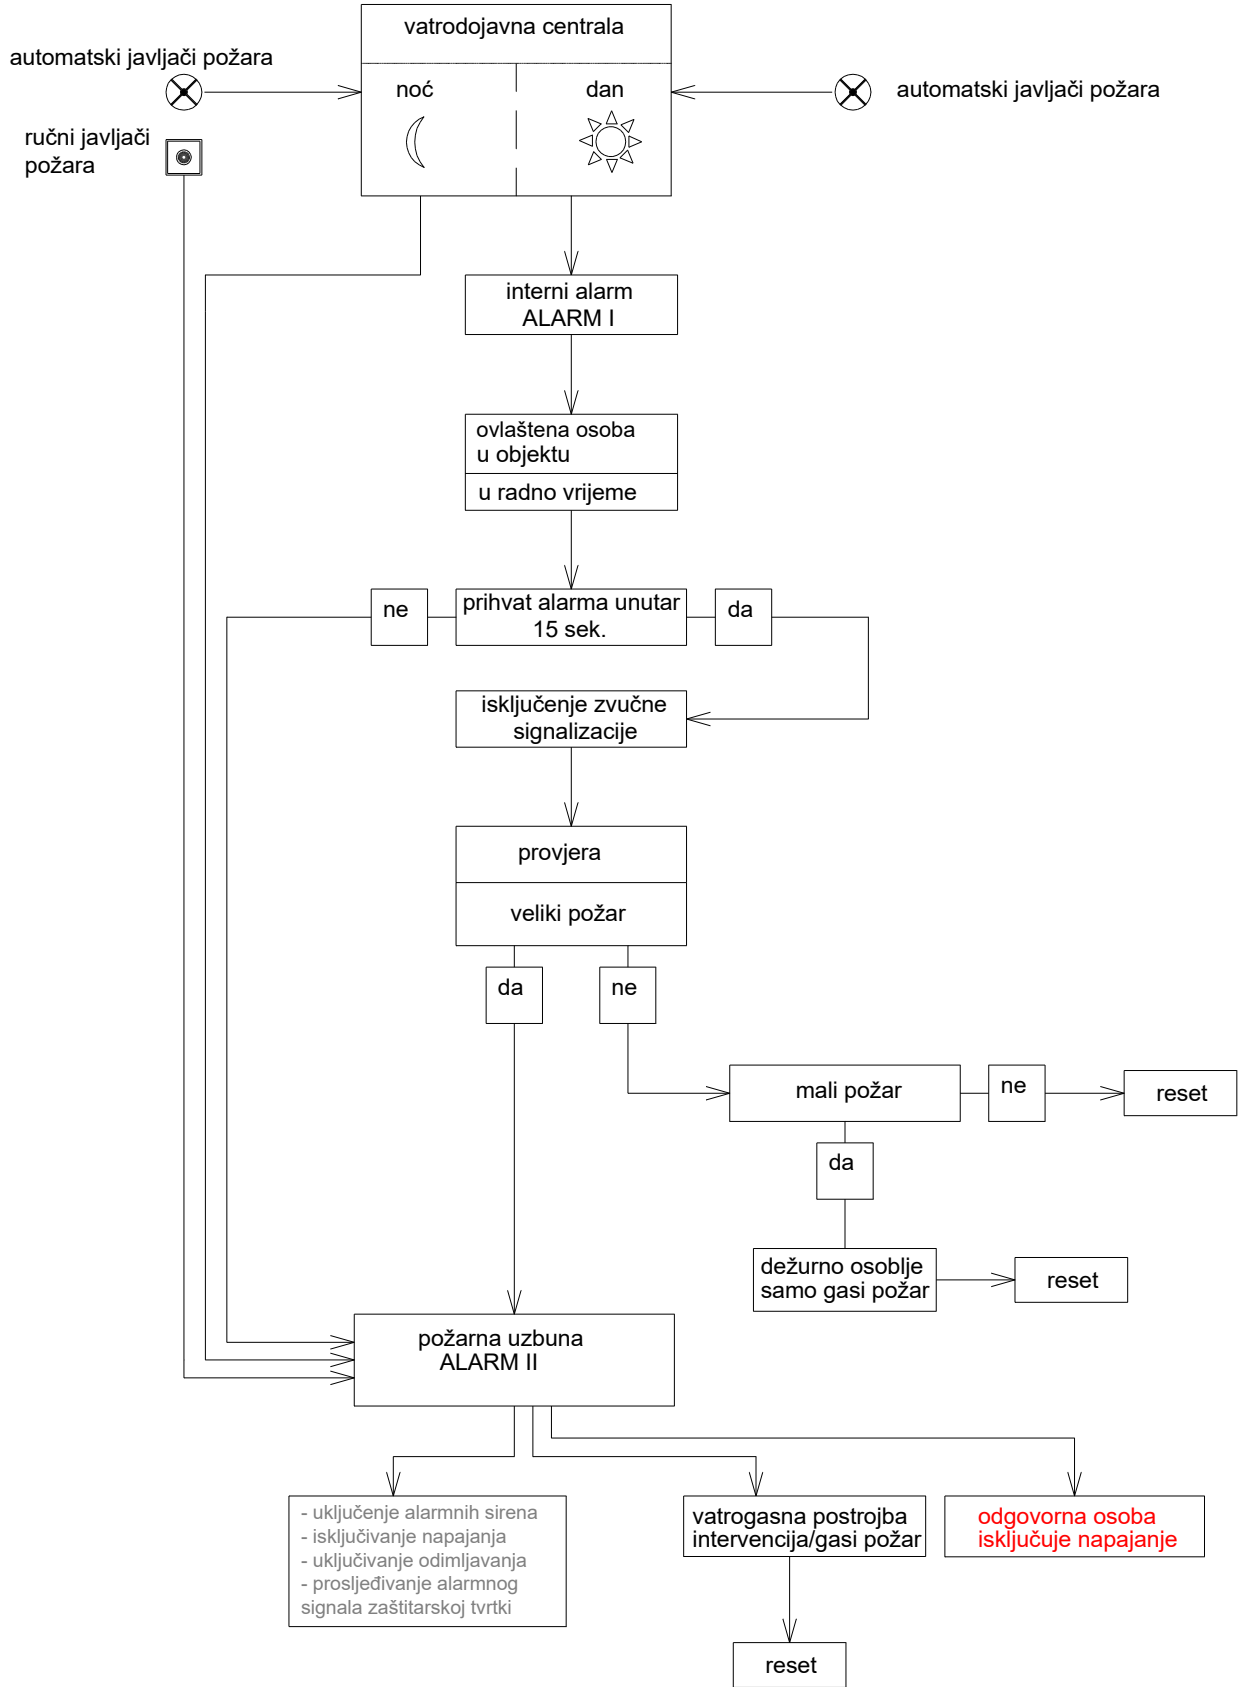 vatrodojavna centrala
automatski javljači požara
noć
dan
automatski javljači požara
ručni javljači
požara
interni alarm
ALARM I
ovlaštena osoba
u objektu
u radno vrijeme
ne
prihvat alarma unutar
15 sek.
da
isključenje zvučne
signalizacije
provjera
veliki požar
da
ne
mali požar
ne
reset
da
dežurno osoblje
samo gasi požar
reset
požarna uzbuna
ALARM II
- uključenje alarmnih sirena
- isključivanje napajanja
- uključivanje odimljavanja
- prosljeđivanje alarmnog
signala zaštitarskoj tvrtki
vatrogasna postrojba
intervencija/gasi požar
odgovorna osoba
isključuje napajanje
reset